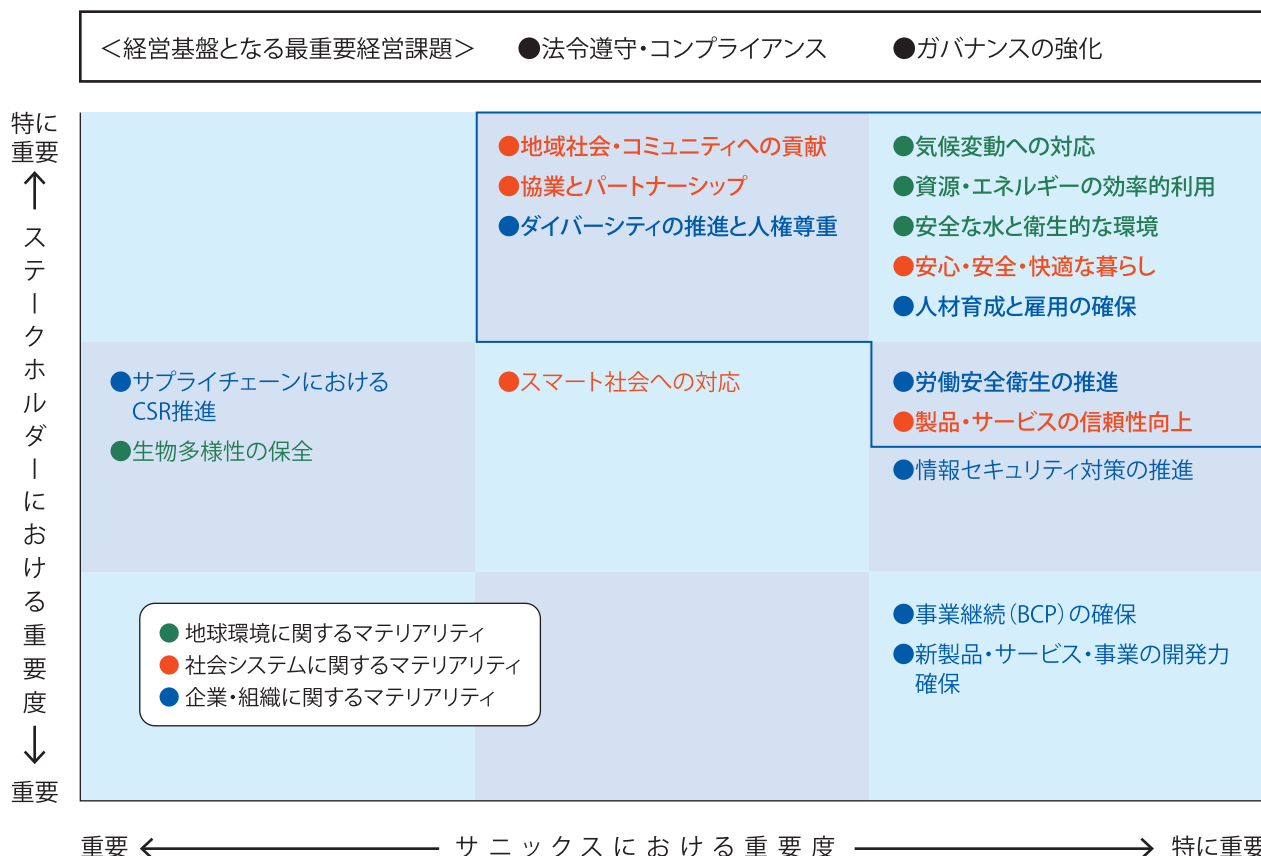 ＜経営基盤となる最重要経営課題＞ ●法令遵守・コンプライアンス ●ガバナンスの強化
特に
重要
ステークホルダーにおける重要度
重要
●地域社会・コミュニティへの貢献
●協業とパートナーシップ
●ダイバーシティの推進と人権尊重
●気候変動への対応
●資源・エネルギーの効率的利用
●安全な水と衛生的な環境
●安心・安全・快適な暮らし
●人材育成と雇用の確保
●サプライチェーンにおける
CSR推進
●生物多様性の保全
●スマート社会への対応
●労働安全衛生の推進
●製品・サービスの信頼性向上
●情報セキュリティ対策の推進
●地球環境に関するマテリアリティ
●社会システムに関するマテリアリティ
●企業・組織に関するマテリアリティ
●事業継続（BCP）の確保
●新製品・サービス・事業の開発力
確保
重要 サニックスにおける重要度 特に重要